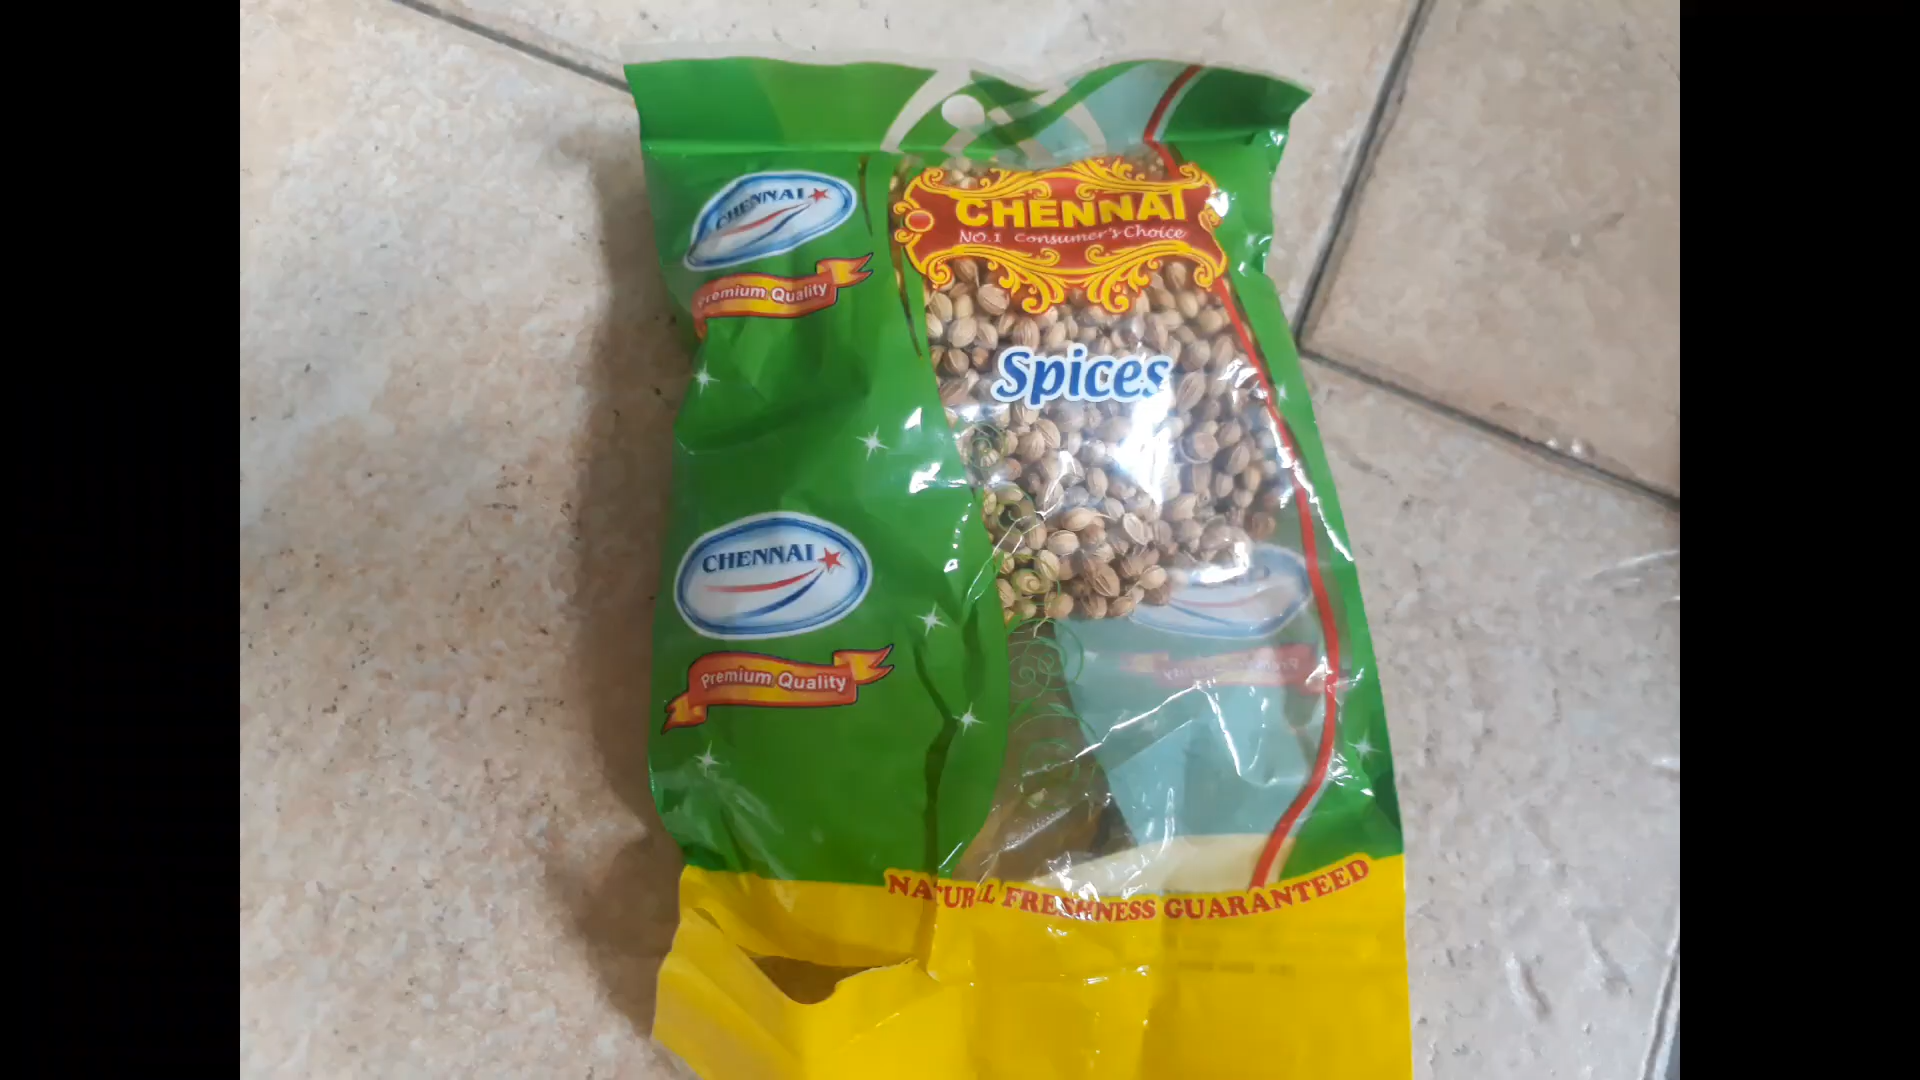 CHENNAI
Premium Quality
CHENNAI
NO.1 Consumer's Choice
Spices
CHENNAI
Premium Quality
NATURAL FRESHNESS GUARANTEED